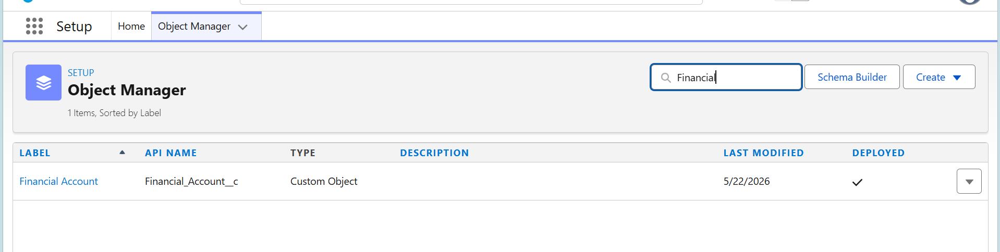 Setup
Home
Object Manager
SETUP
Object Manager
1 Items, Sorted by Label
Financial
Schema Builder
Create
LABEL API NAME TYPE DESCRIPTION LAST MODIFIED DEPLOYED
Financial Account Financial_Account__c Custom Object 5/22/2026